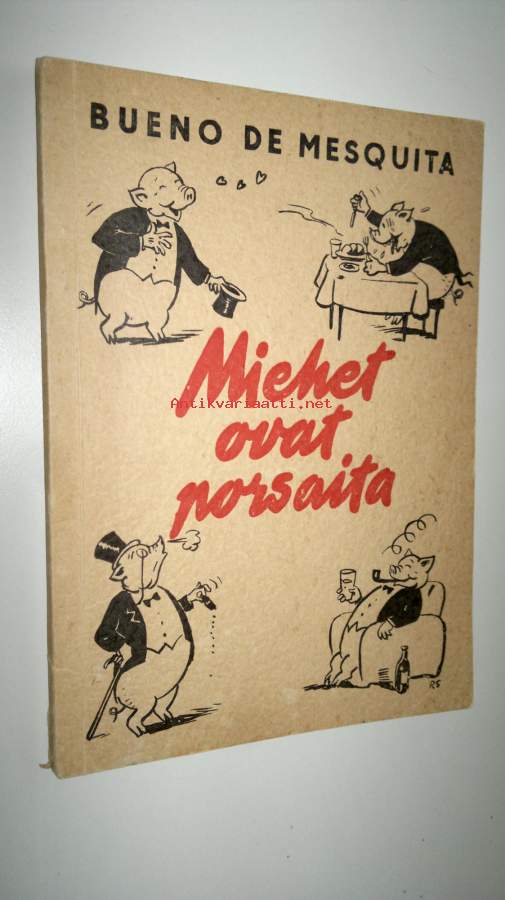 BUENO DE MESQUITA
Miehet
Antikvariaatti.net
ovat
porsaita
RS